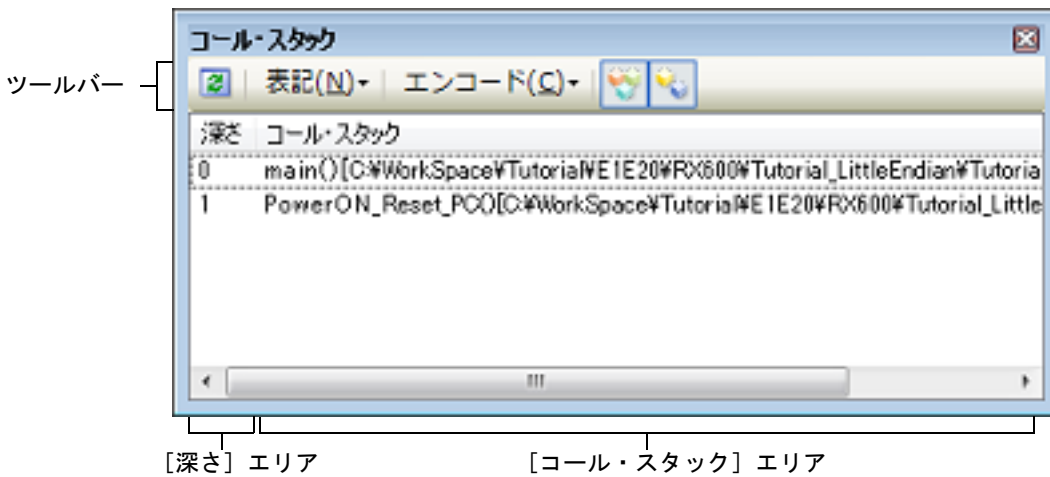 コール・スタック
ツールバー
表記(N) エンコード(C)
深さ コール・スタック
0 main()[C:¥WorkSpace¥Tutorial¥E1E20¥RX600¥Tutorial_LittleEndian¥Tutoria
1 PowerON_Reset_PC()[C:¥WorkSpace¥Tutorial¥E1E20¥RX600¥Tutorial_Little
［深さ］エリア ［コール・スタック］エリア